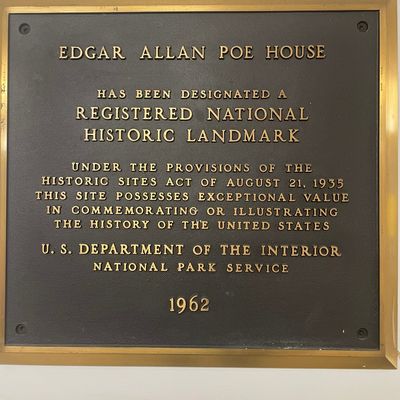 EDGAR ALLAN POE HOUSE
HAS BEEN DESIGNATED A
REGISTERED NATIONAL
HISTORIC LANDMARK
UNDER THE PROVISIONS OF THE
HISTORIC SITES ACT OF AUGUST 21, 1935
THIS SITE POSSESSES EXCEPTIONAL VALUE
IN COMMEMORATING OR ILLUSTRATING
THE HISTORY OF THE UNITED STATES
U. S. DEPARTMENT OF THE INTERIOR
NATIONAL PARK SERVICE
1962